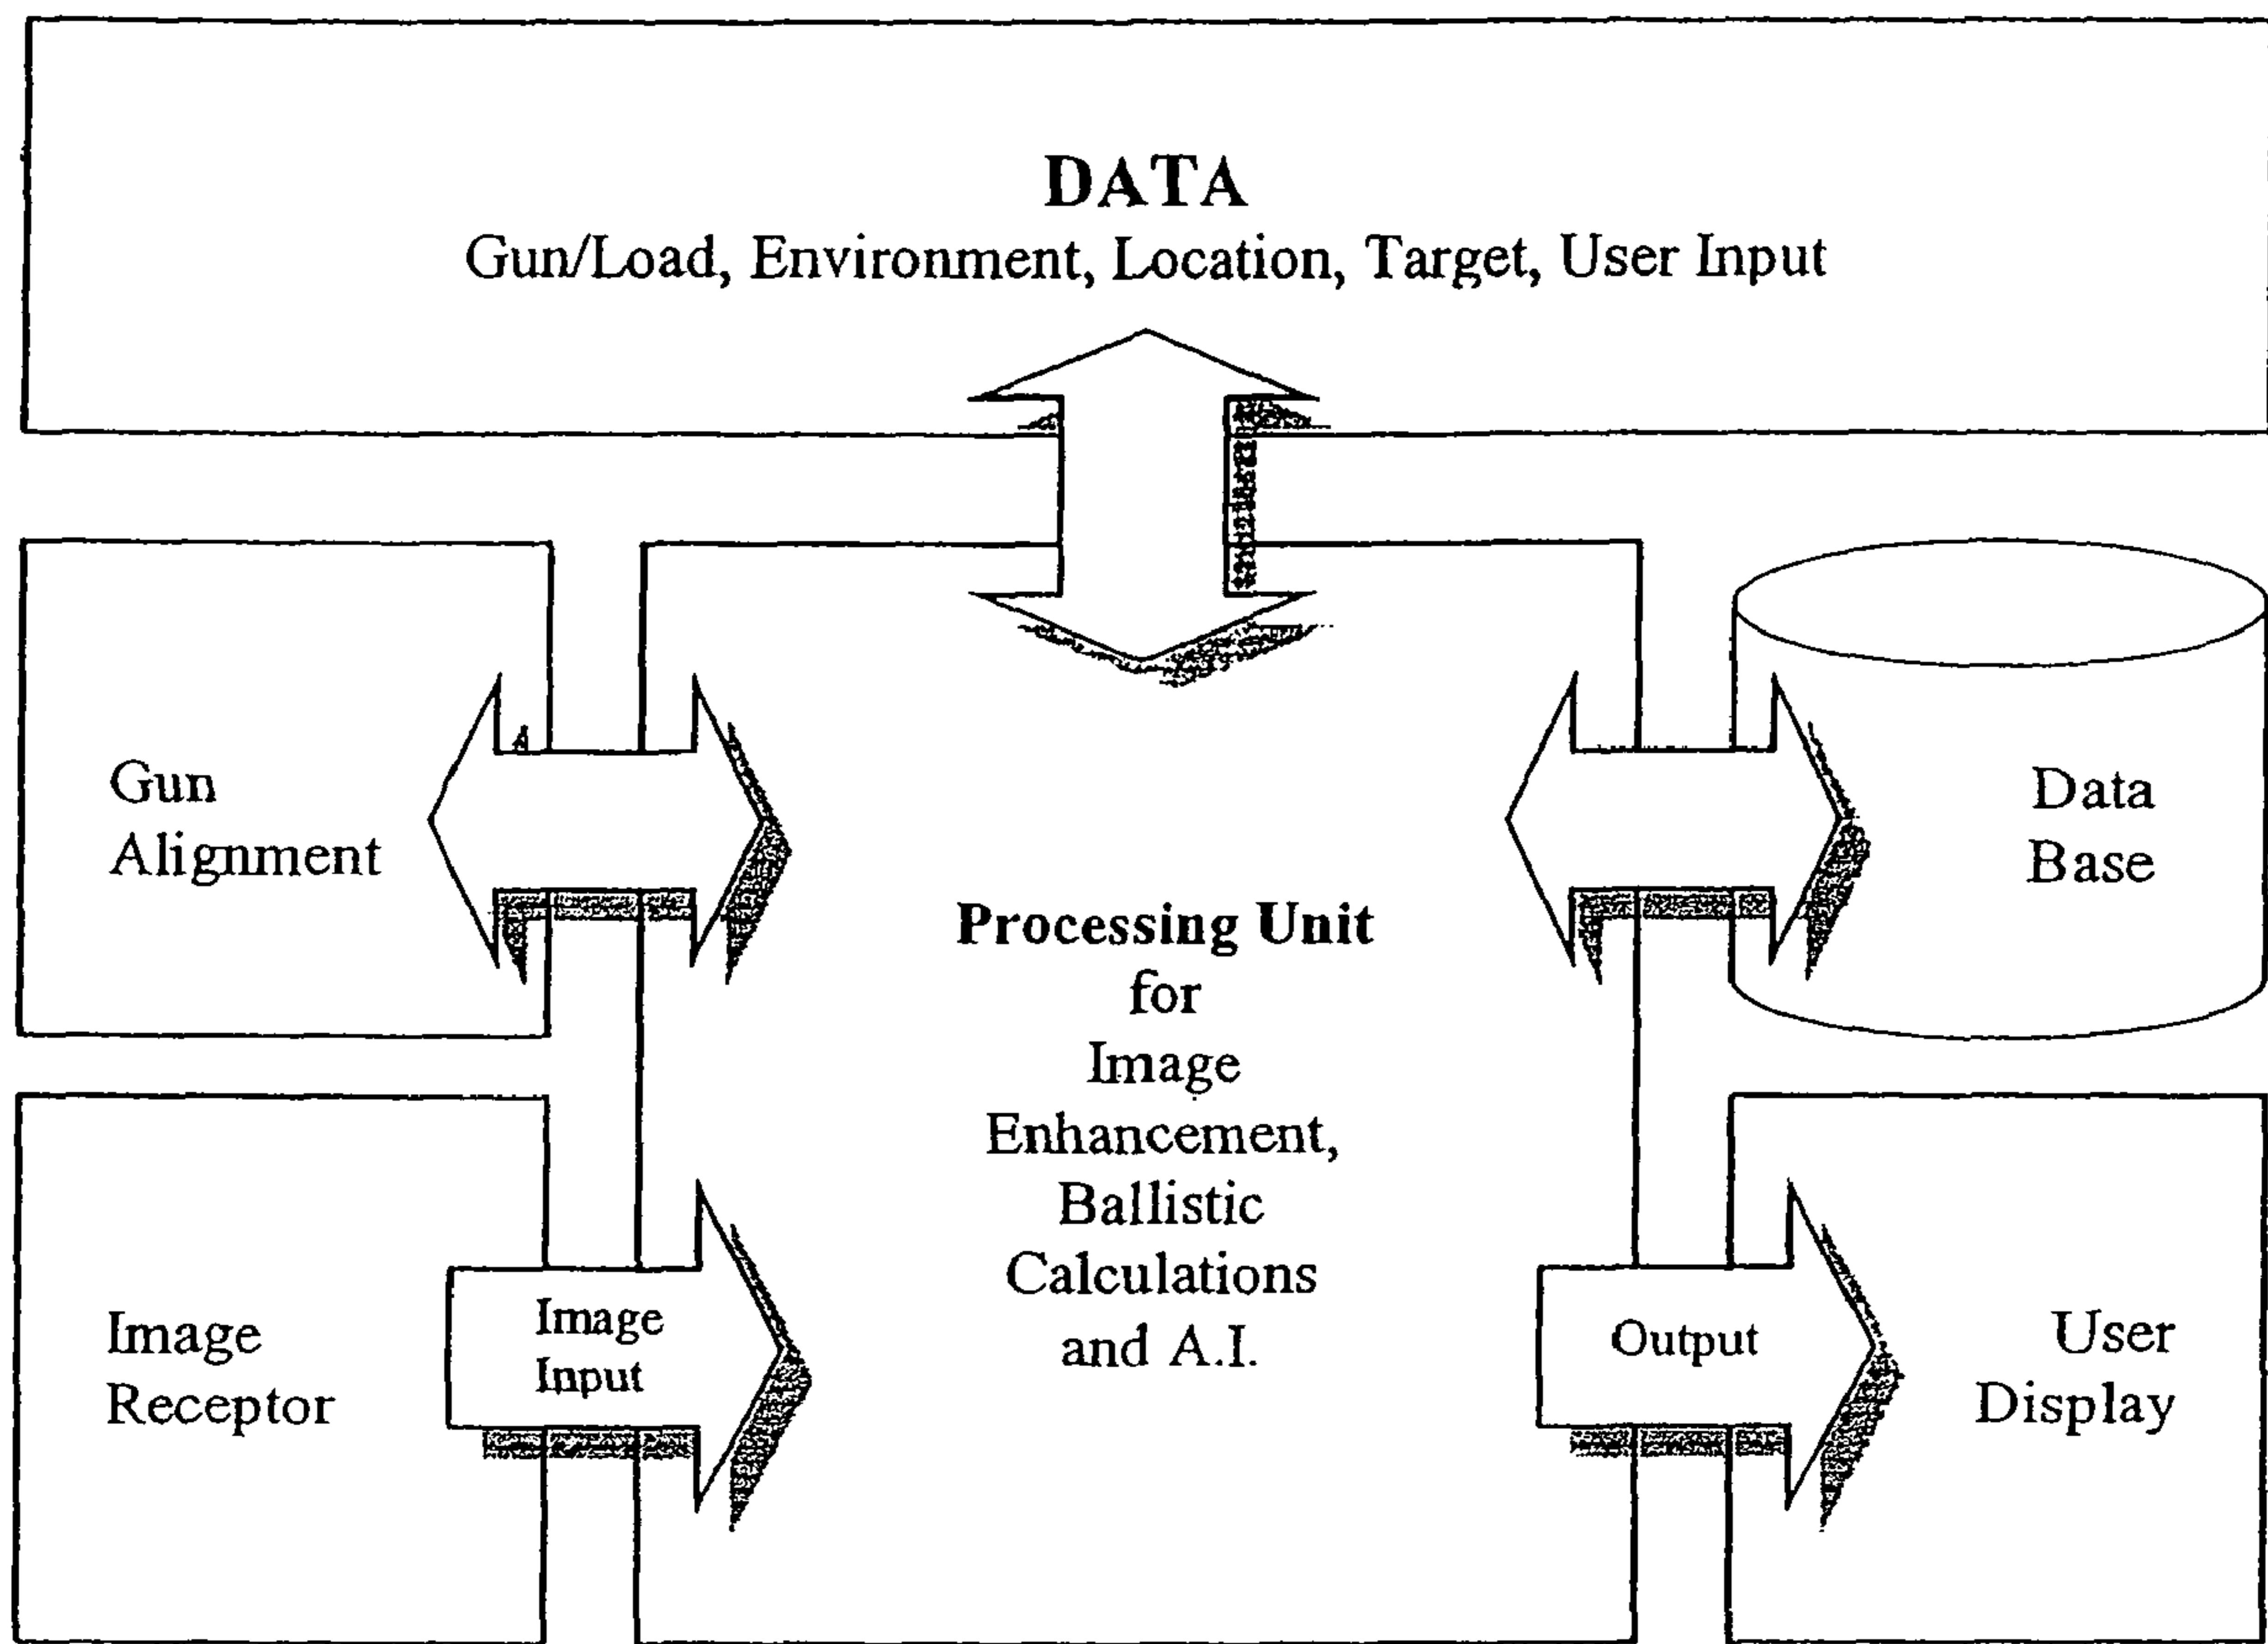 DATA
Gun/Load, Environment, Location, Target, User Input
Gun
Alignment
Data
Base
Processing Unit
for
Image
Enhancement,
Ballistic
Calculations
and A.I.
Image
Receptor
Image
Input
Output
User
Display